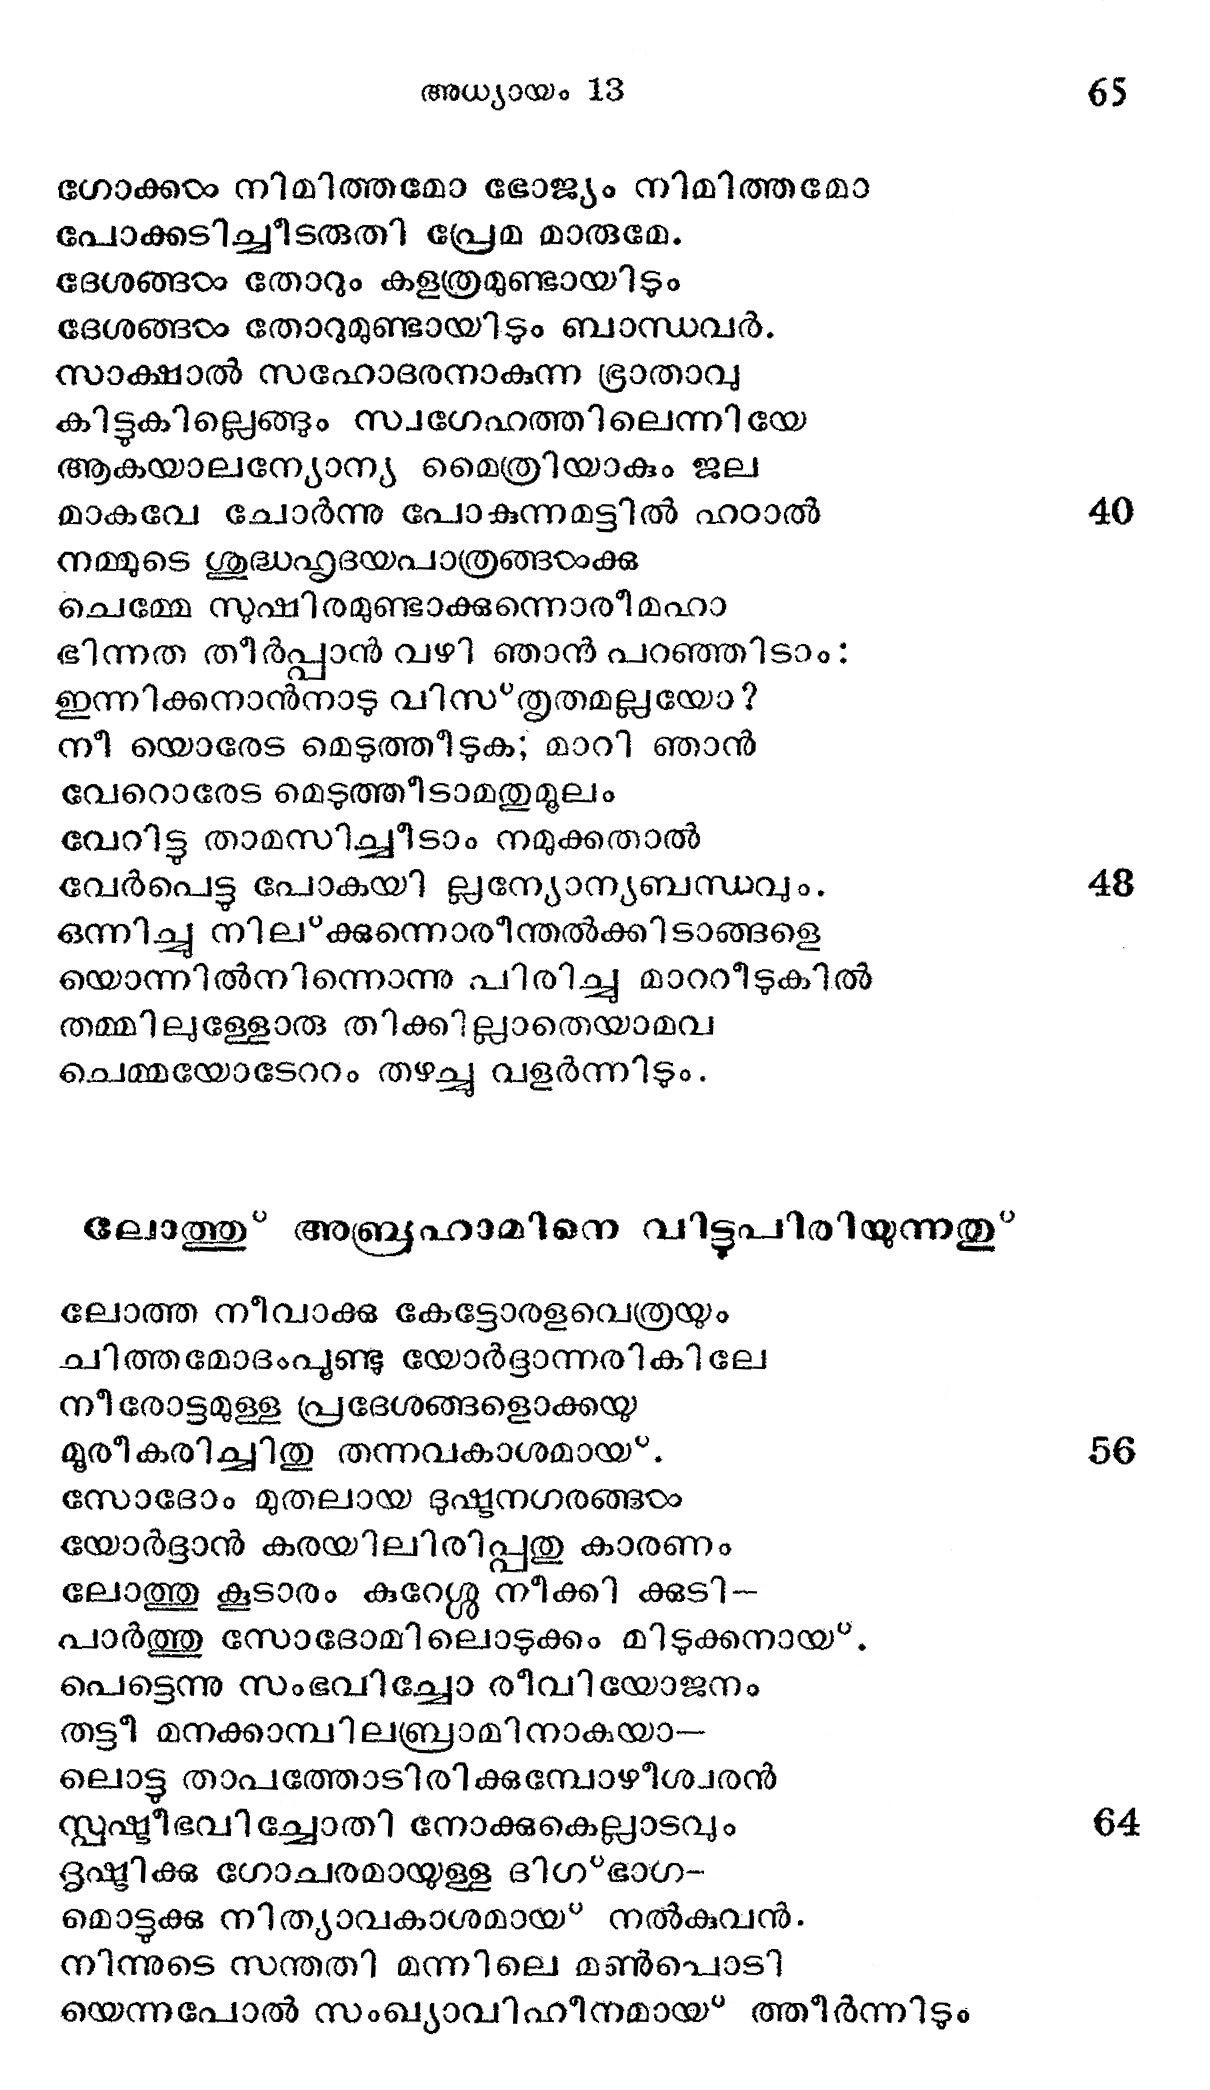 അധ്യായം 13 65
ഗോക്കൾ നിമിത്തമോ ഭോജ്യം നിമിത്തമോ
പോക്കടിച്ചീടരുതി പ്രേമ മാരുമേ.
ദേശങ്ങൾ തോറും കളത്രമുണ്ടായിടും
ദേശങ്ങൾ തോറുമുണ്ടായിടും ബാന്ധവർ.
സാക്ഷാൽ സഹോദരനാകുന്ന ഭ്രാതാവു
കിട്ടുകില്ലെങ്ങും സ്വഗേഹത്തിലെന്നിയേ
ആകയാലന്യോന്യ മൈത്രിയാകും ജല
മാകവേ ചോർന്നു പോകുന്നമട്ടിൽ ഹഠാൽ 40
നമ്മുടെ ശുദ്ധഹൃദയപാത്രങ്ങൾക്കു
ചെമ്മേ സുഷിരമുണ്ടാക്കുന്നൊരീമഹാ
ഭിന്നത തീർപ്പാൻ വഴി ഞാൻ പറഞ്ഞിടാം:
ഇന്നിക്കനാൻനാടു വിസ്തൃതമല്ലയോ?
നീ യൊരേട മെടുത്തീടുക; മാറി ഞാൻ
വേറൊരേട മെടുത്തീടാമതുമൂലം
വേറിട്ടു താമസിച്ചീടാം നമുക്കതാൽ
വേർപെട്ടു പോകയി ല്ലന്യോന്യബന്ധവും. 48
ഒന്നിച്ചു നില്ക്കുന്നൊരീന്തൽക്കിടാങ്ങളെ
യൊന്നിൽനിന്നൊന്നു പിരിച്ചു മാററീടുകിൽ
തമ്മിലുള്ളോരു തിക്കില്ലാതെയാമവ
ചെമ്മയോടേററം തഴച്ചു വളർന്നിടും.
ലോത്തു് അബ്രഹാമിനെ വിട്ടുപിരിയുന്നതു്
ലോത്ത നീവാക്കു കേട്ടോരളവെത്രയും
ചിത്തമോദംപൂണ്ടു യോർദ്ദാന്നരികിലേ
നീരോട്ടമുള്ള പ്രദേശങ്ങളൊക്കയു
മൂരീകരിച്ചിതു തന്നവകാശമായ്. 56
സോദോം മുതലായ ദുഷ്ടനഗരങ്ങൾ
യോർദ്ദാൻ കരയിലിരിപ്പതു കാരണം
ലോത്തു കൂടാരം കുറേശ്ശ നീക്കി ക്കുടി-
പാർത്തു സോദോമിലൊടുക്കം മിടുക്കനായ്.
പെട്ടെന്നു സംഭവിച്ചോ രീവിയോജനം
തട്ടീ മനക്കാമ്പിലബ്രാമിനാകയാ-
ലൊട്ടു താപത്തോടിരിക്കുമ്പോഴീശ്വരൻ
സ്പഷ്ടീഭവിച്ചോതി നോക്കുകെല്ലാടവും 64
ദൃഷ്ടിക്കു ഗോചരമായുള്ള ദിഗ്ഭാഗ-
മൊട്ടുക്കു നിത്യാവകാശമായ് നൽകുവൻ.
നിന്നുടെ സന്തതി മന്നിലെ മൺപൊടി
യെന്നപോൽ സംഖ്യാവിഹീനമായ് ത്തീർന്നിടും